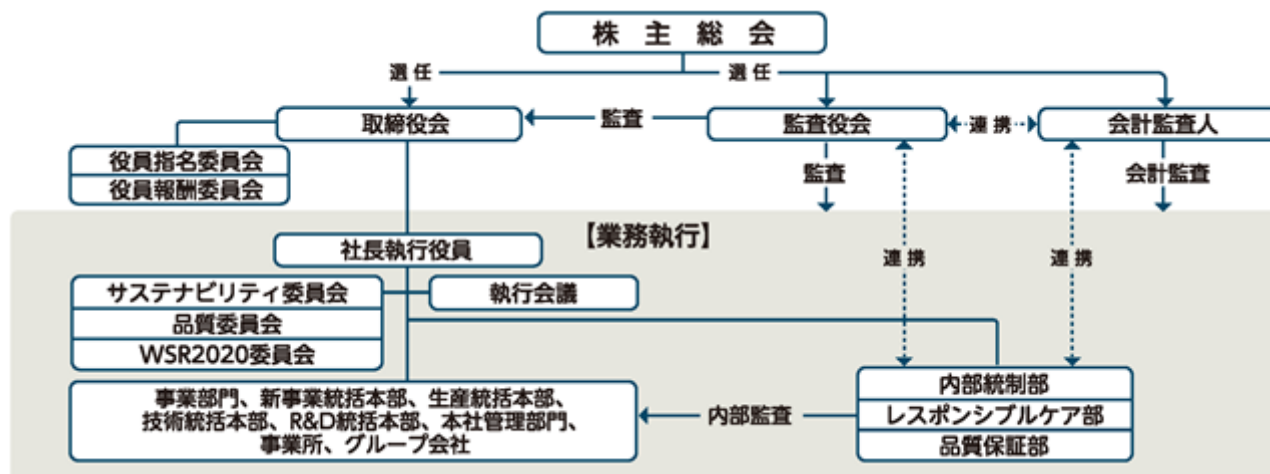 株主総会
選任
選任
取締役会
監査
監査役会
連携
会計監査人
役員指名委員会
役員報酬委員会
監査
会計監査
【業務執行】
社長執行役員
連携
連携
サステナビリティ委員会
執行会議
品質委員会
WSR2020委員会
事業部門、新事業統括本部、生産統括本部、
技術統括本部、R&D統括本部、本社管理部門、
事業所、グループ会社
内部監査
内部統制部
レスポンシブルケア部
品質保証部